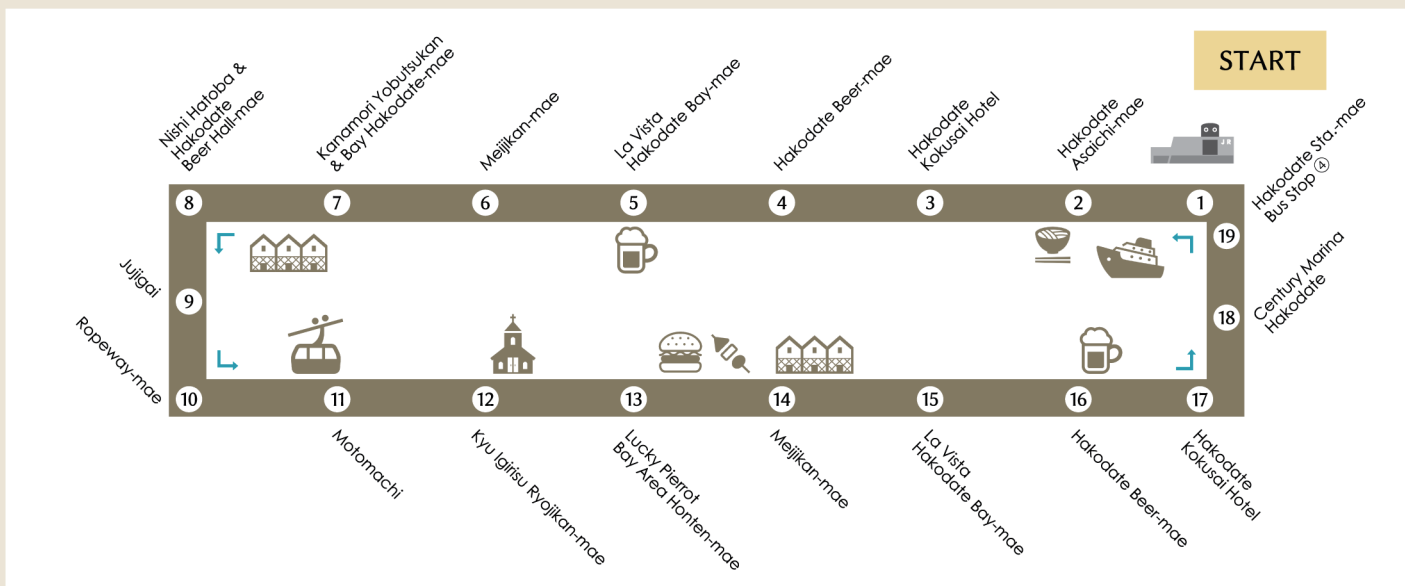 START
Hakodate Sta.-mae
Bus Stop ④
1
Hakodate
Asaichi-mae
2
Hakodate
Kokusai Hotel
3
Hakodate Beer-mae
4
La Vista
Hakodate Bay-mae
5
Meijikan-mae
6
Kanamori Yobutsukan
& Bay Hakodate-mae
7
Nishi Hatoba &
Hakodate
Beer Hall-mae
8
Jujigai
9
Ropeway-mae
10
11
Motomachi
12
Kyu Igirisu Ryojikan-mae
13
Lucky Pierrot
Bay Area Honten-mae
14
Meijikan-mae
15
La Vista
Hakodate Bay-mae
16
Hakodate Beer-mae
17
Hakodate
Kokusai Hotel
18
Century Marina
Hakodate
19
JR